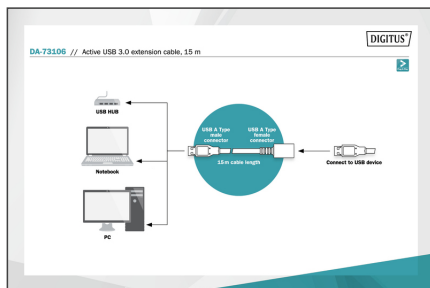 DIGITUS®
DA-73106 // Active USB 3.0 extension cable, 15 m
USB HUB
USB A Type male connector
USB A Type female connector
15m cable length
Notebook
Connect to USB device
PC